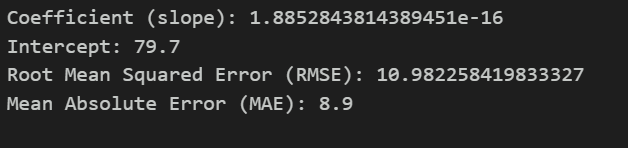 Coefficient (slope): 1.8852843814389451e-16
Intercept: 79.7
Root Mean Squared Error (RMSE): 10.982258419833327
Mean Absolute Error (MAE): 8.9